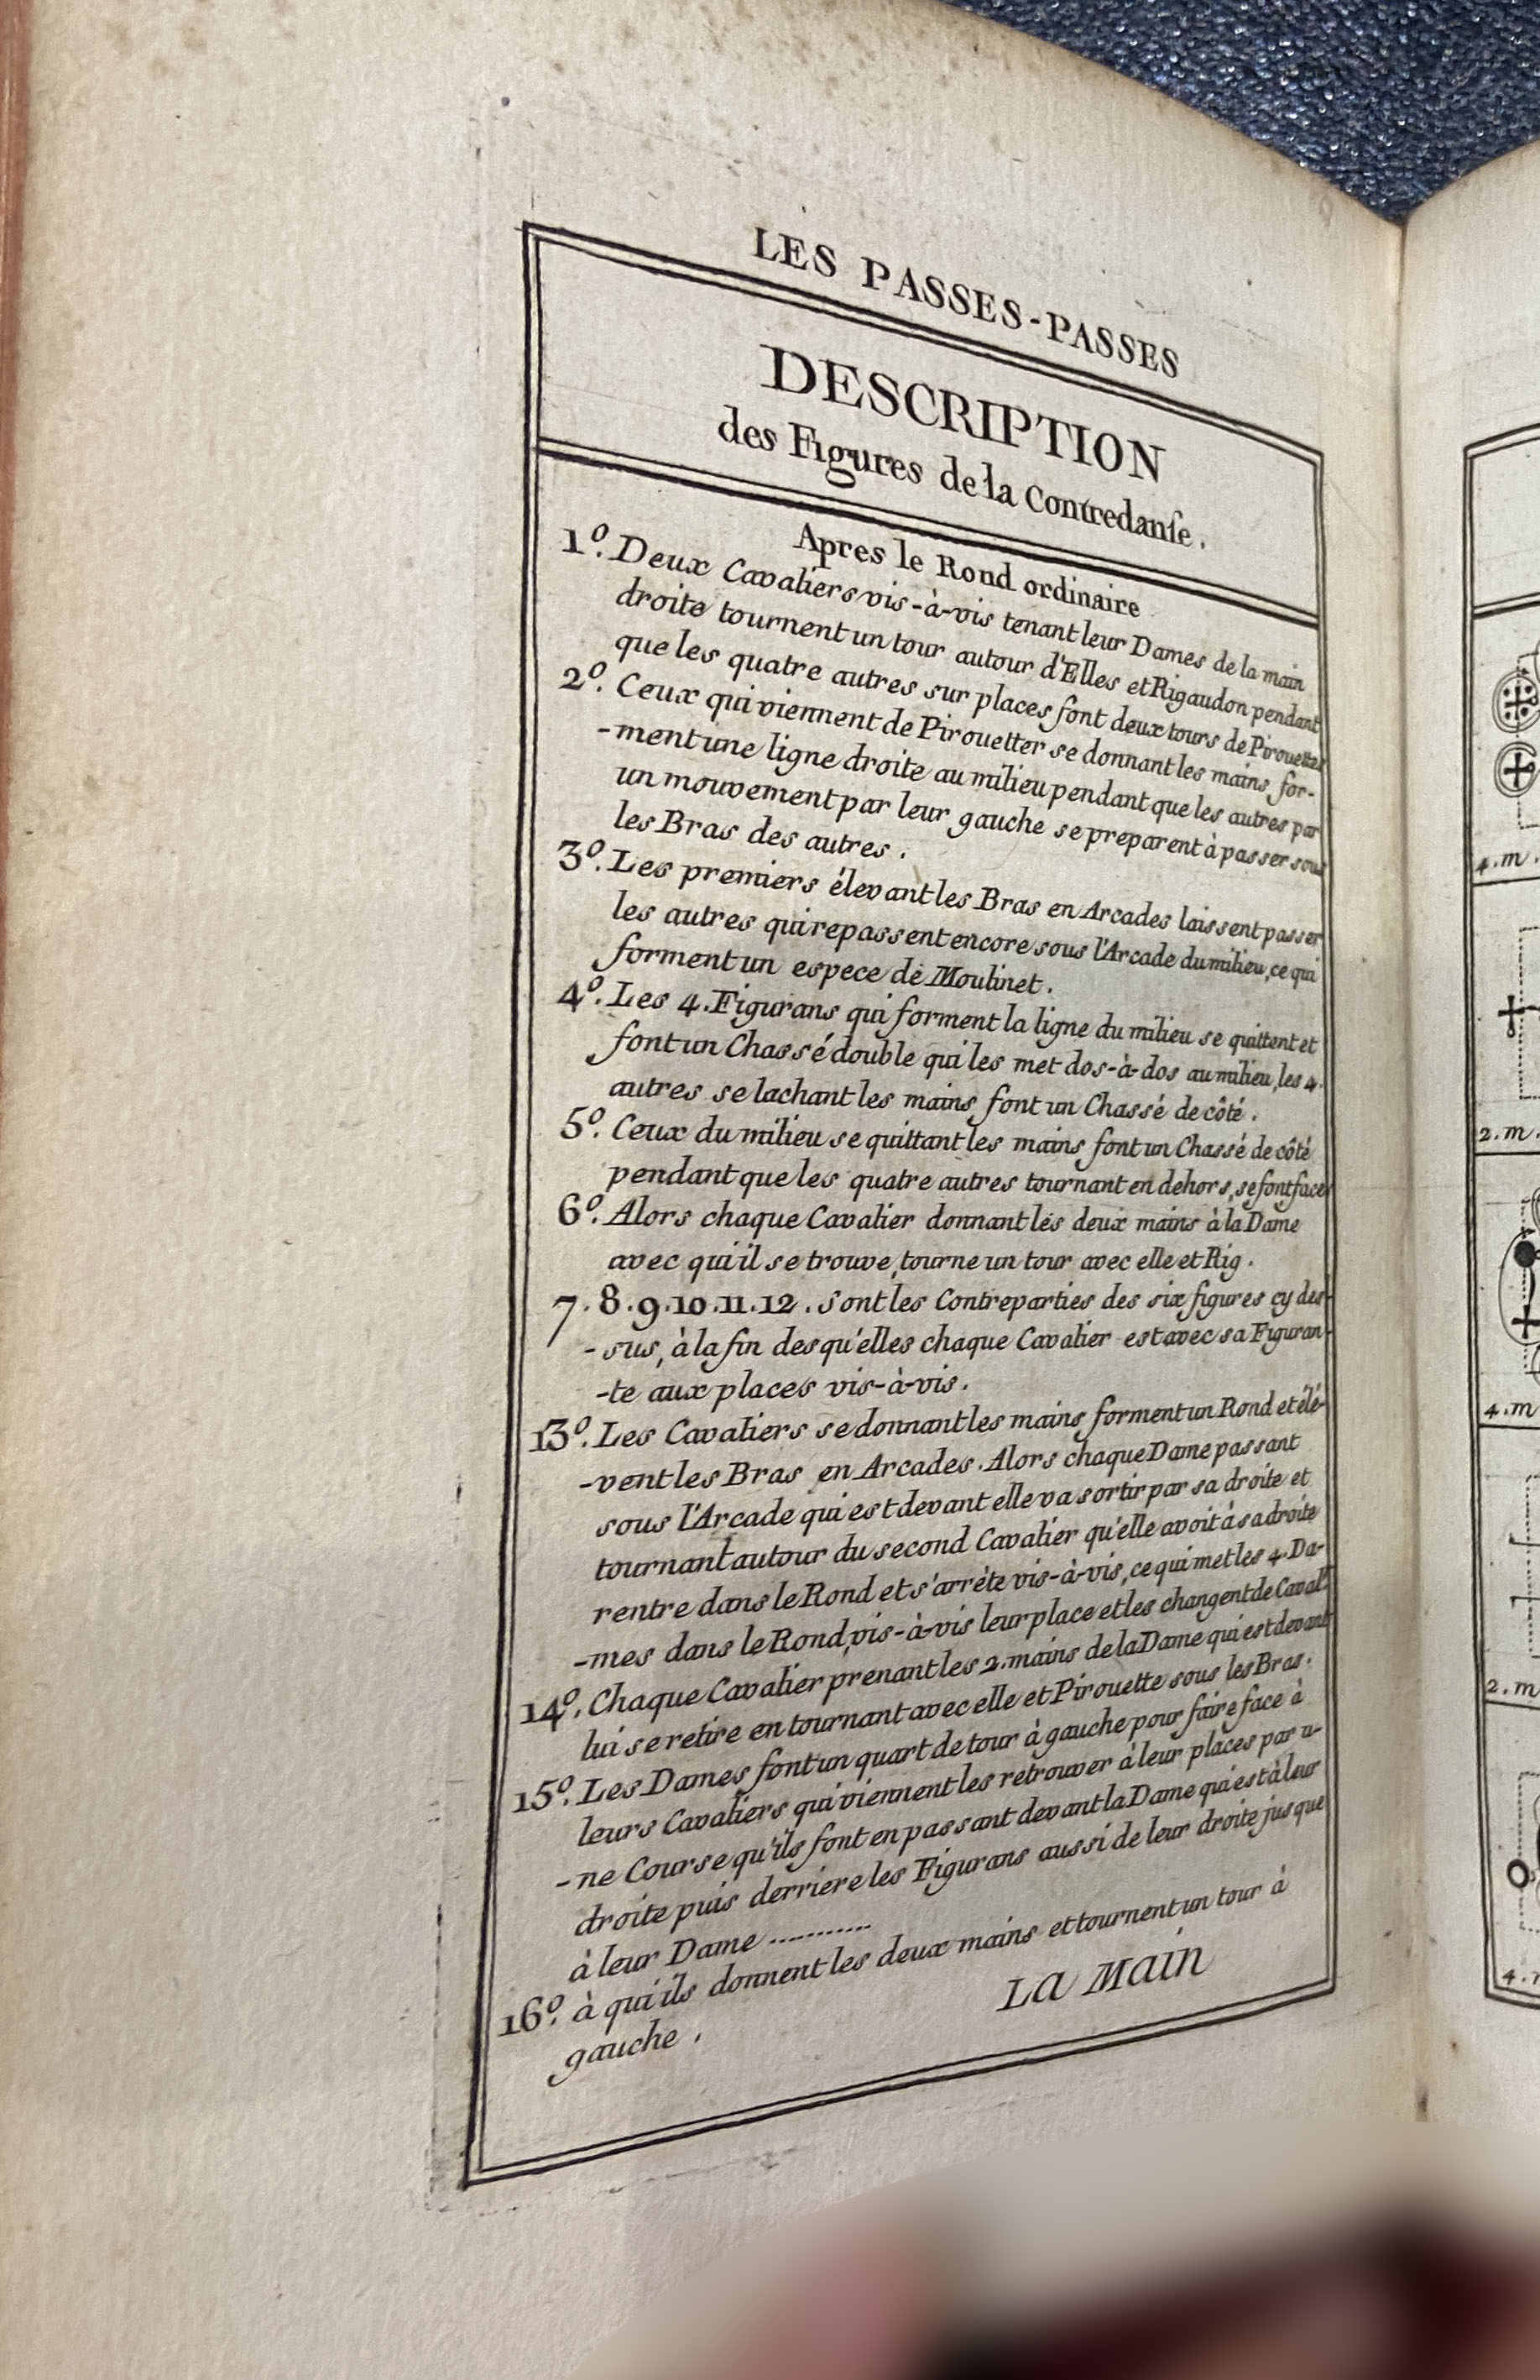 LES PASSES-PASSES
DESCRIPTION
des Figures de la Contredanſe.
Apres le Rond ordinaire
1º. Deux Cavaliers vis-à-vis tenant leur Dames de la main
droite tournent un tour autour d'Elles et Rigaudon pendant
que les quatre autres sur places font deux tours de Pirouettes
2º. Ceux qui viennent de Pirouetter se donnant les mains for-
-ment une ligne droite au milieu pendant que les autres par
un mouvement par leur gauche se preparent à passer sous
les Bras des autres.
3º. Les premiers élevant les Bras en Arcades laissent passer
les autres qui repassent encore sous l'Arcade du milieu, ce qui
forment un espece de Moulinet.
4º. Les 4. Figurans qui forment la ligne du milieu se quittent et
font un Chassé double qui les met dos-à-dos au milieu, les 4.
autres se lachant les mains font un Chassé de côté.
5º. Ceux du milieu se quittant les mains font un Chassé de côté
pendant que les quatre autres tournant en dehors, se font face
6º. Alors chaque Cavalier donnant les deux mains à la Dame
avec qui il se trouve, tourne un tour avec elle et Rig.
7. 8. 9. 10. 11. 12. sont les Contreparties des six figures cy des-
-sus, à la fin desqu'elles chaque Cavalier est avec sa Figuran-
-te aux places vis-à-vis.
13º. Les Cavaliers se donnant les mains forment un Rond et élé-
-vent les Bras en Arcades. Alors chaque Dame passant
sous l'Arcade qui est devant elle va sortir par sa droite et
tournant autour du second Cavalier qu'elle avoit à sa droite
rentre dans le Rond et s'arrête vis-à-vis, ce qui met les 4. Da-
-mes dans le Rond, vis-à-vis leur place et les changent de Caval.
14º. Chaque Cavalier prenant les 2. mains de la Dame qui est devant
lui se retire en tournant avec elle et Pirouette sous les Bras.
15º. Les Dames font un quart de tour à gauche pour faire face à
leurs Cavaliers qui viennent les retrouver à leur places par u-
-ne Course qu'ils font en passant devant la Dame qui est à leur
droite puis derriere les Figurans aussi de leur droite jusque
à leur Dame ...........
16º. à qui ils donnent les deux mains et tournent un tour à
gauche.
La Main
4.m.
2.m.
4.m
2.m